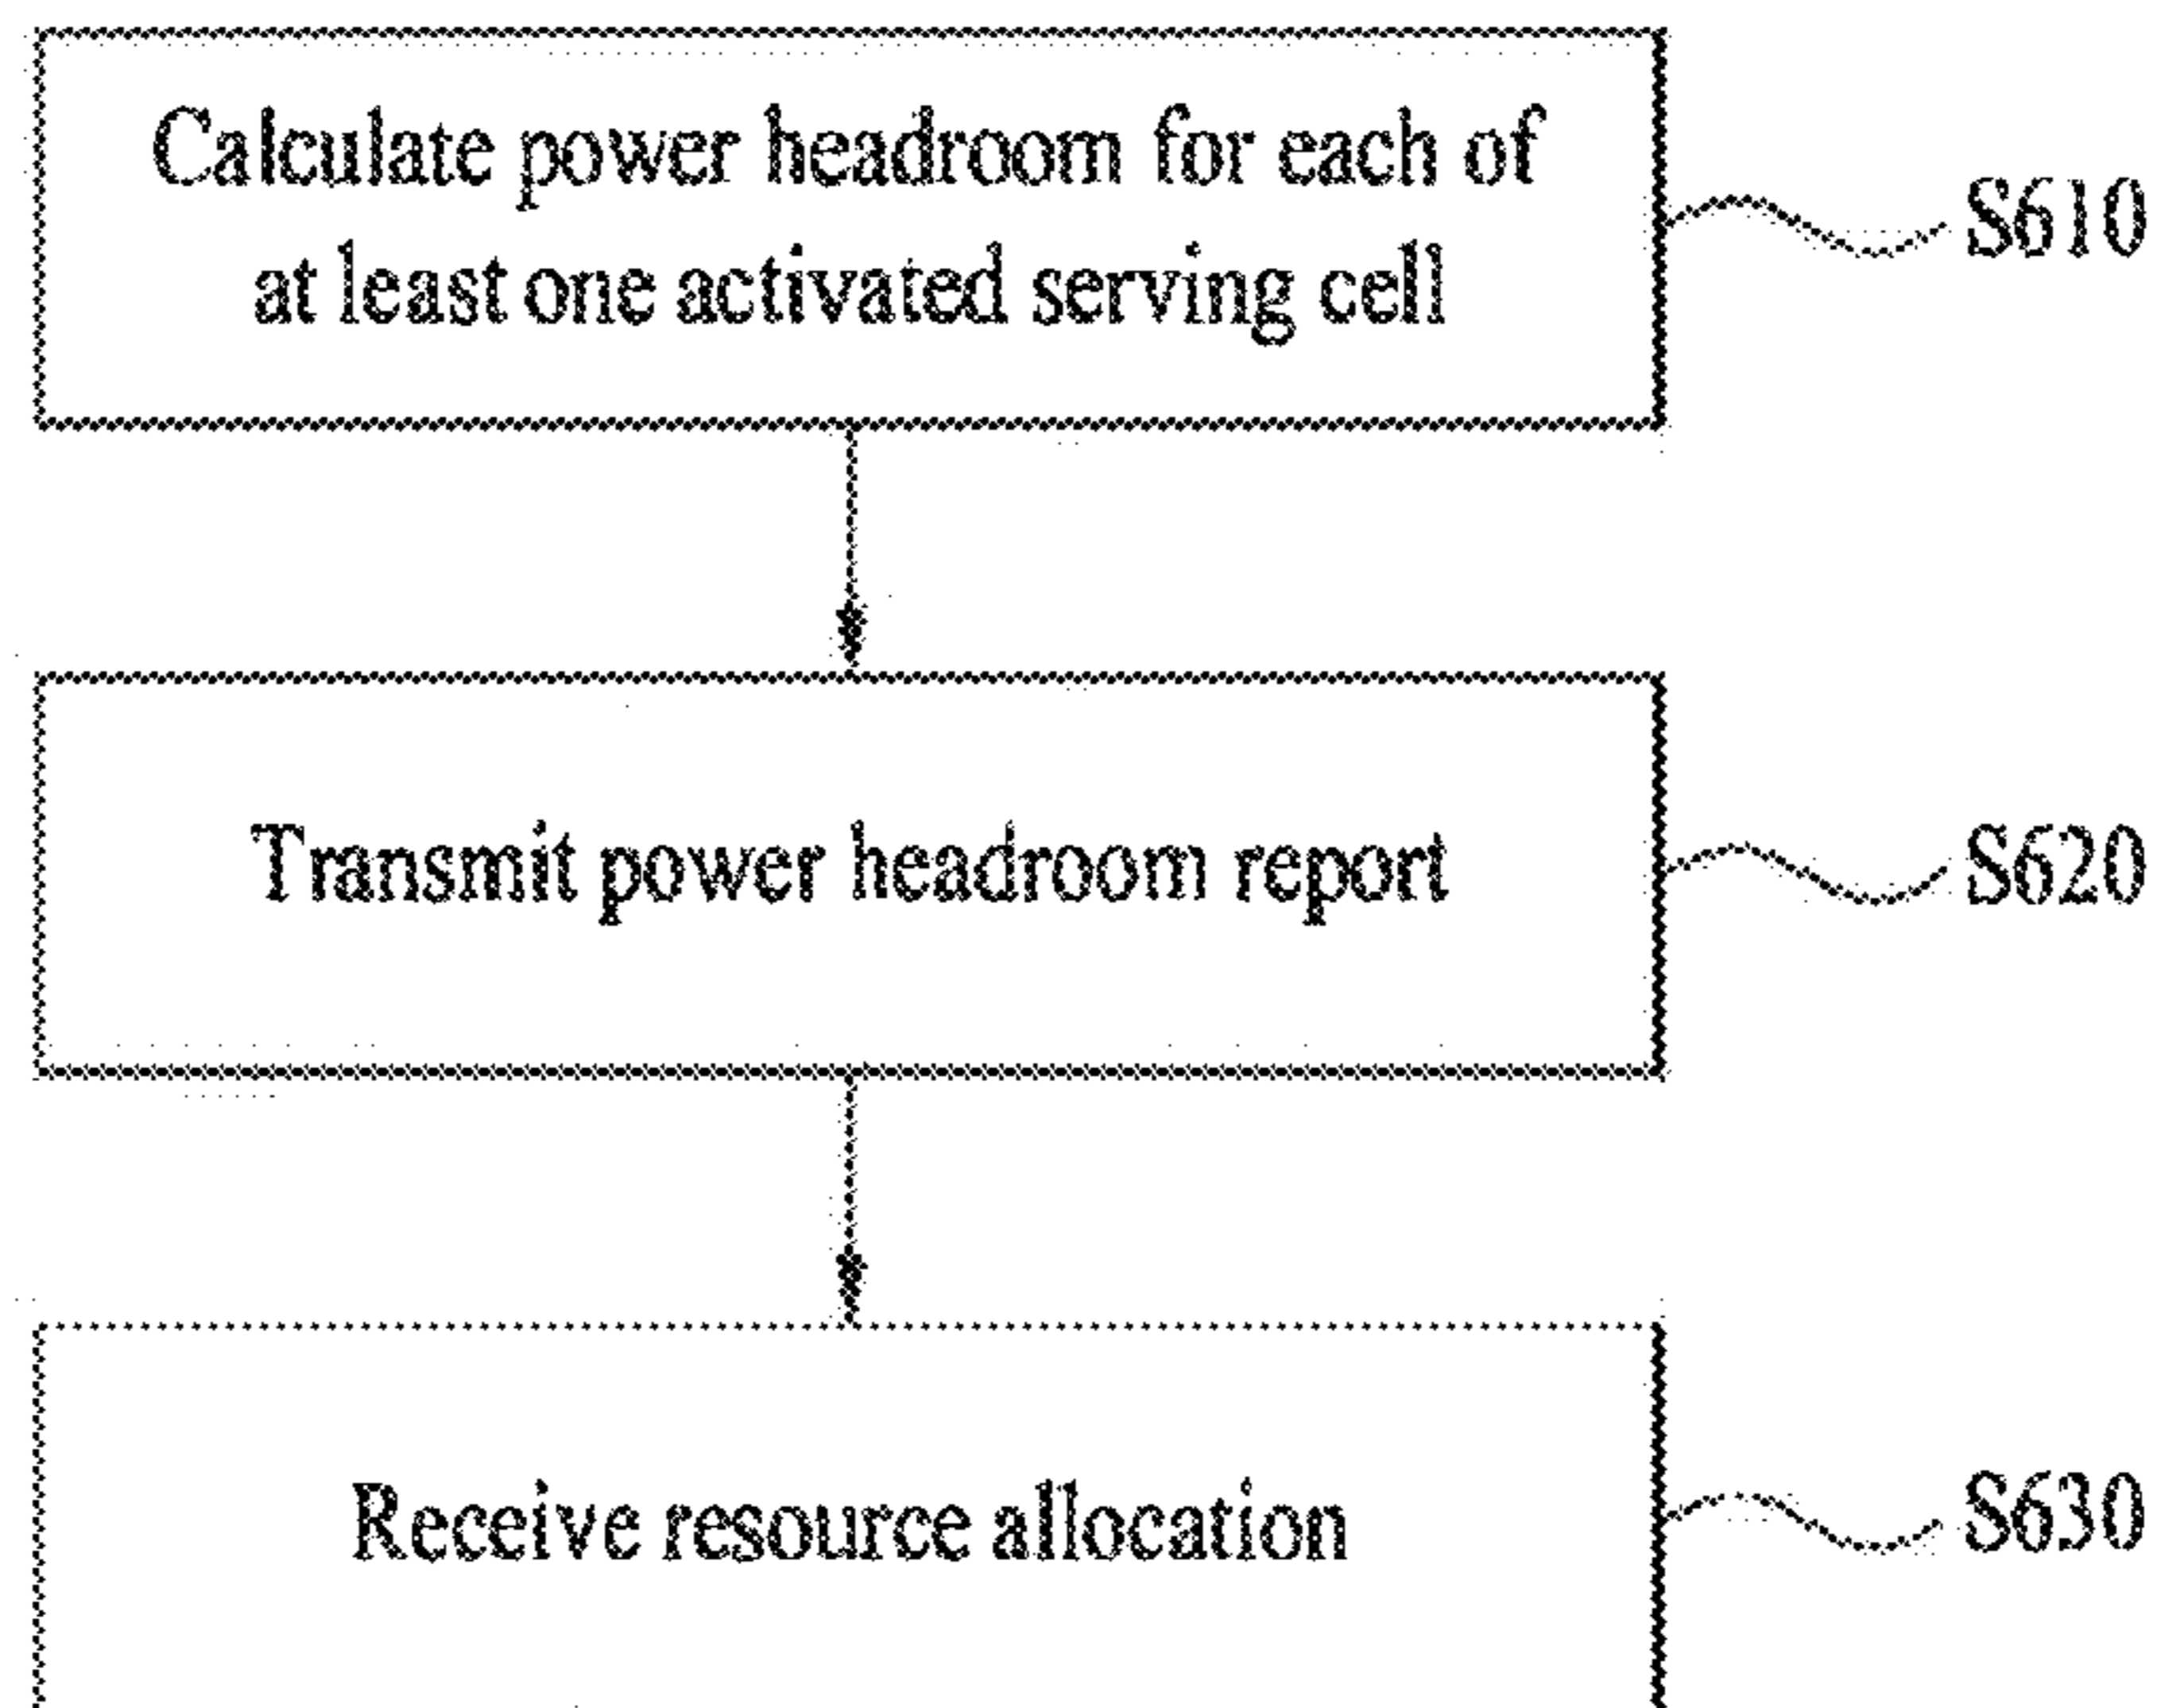 Calculate power headroom for each of
at least one activated serving cell
S610
Transmit power headroom report
S620
Receive resource allocation
S630